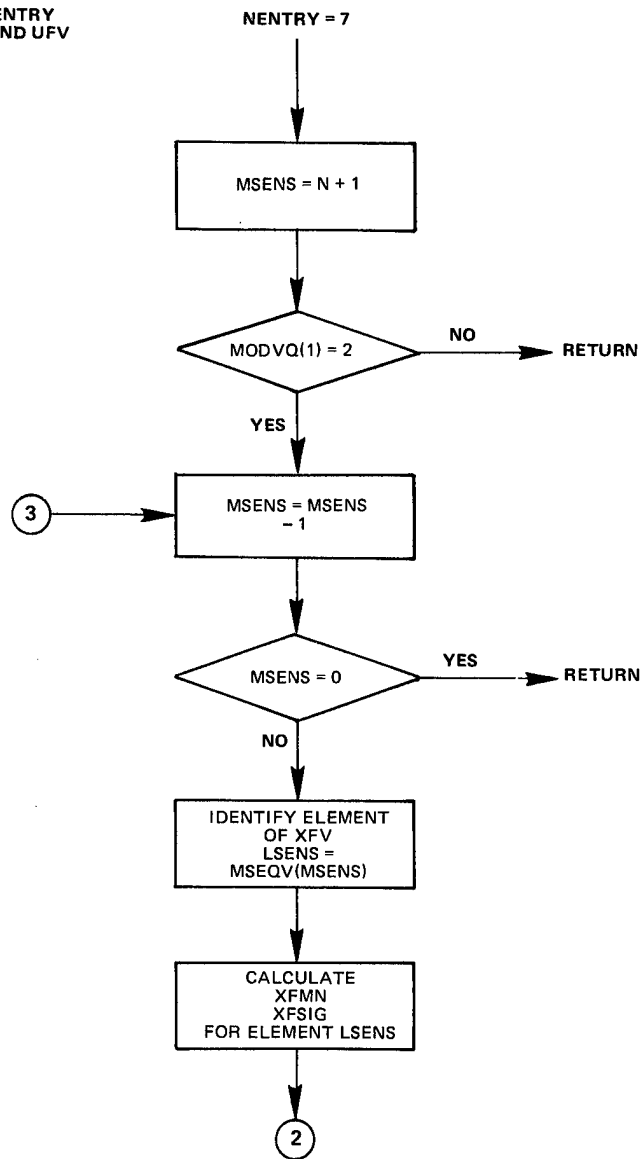 ENTRY
ND UFV
NENTRY = 7
MSENS = N + 1
MODVQ(1) = 2
NO
RETURN
YES
3
MSENS = MSENS
– 1
MSENS = 0
YES
RETURN
NO
IDENTIFY ELEMENT
OF XFV
LSENS =
MSEQV(MSENS)
CALCULATE
XFMN
XFSIG
FOR ELEMENT LSENS
2